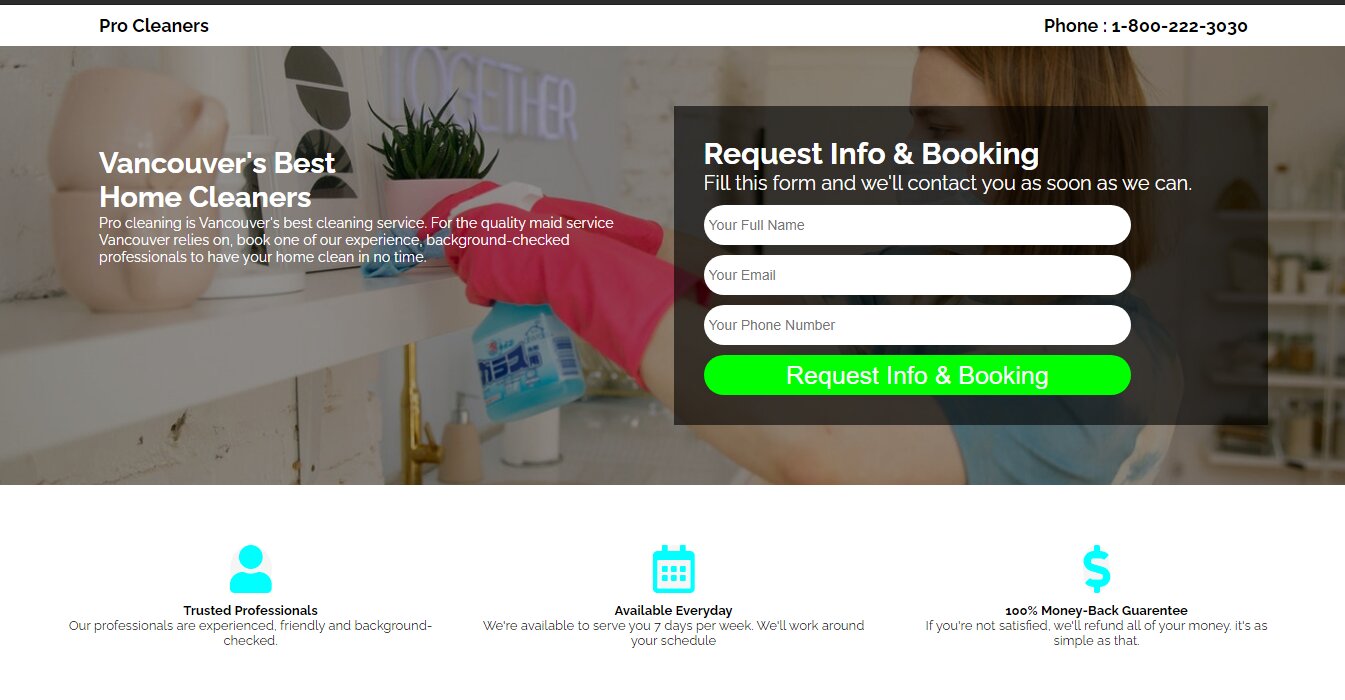 Pro Cleaners
Phone : 1-800-222-3030
TOGETHER
Vancouver's Best
Home Cleaners
Pro cleaning is Vancouver's best cleaning service. For the quality maid service
Vancouver relies on, book one of our experience, background-checked
professionals to have your home clean in no time.
Request Info & Booking
Fill this form and we'll contact you as soon as we can.
Your Full Name
Your Email
Your Phone Number
Request Info & Booking
ガラス
Trusted Professionals
Our professionals are experienced, friendly and background-
checked.
Available Everyday
We're available to serve you 7 days per week. We'll work around
your schedule
100% Money-Back Guarentee
If you're not satisfied, we'll refund all of your money. it's as
simple as that.